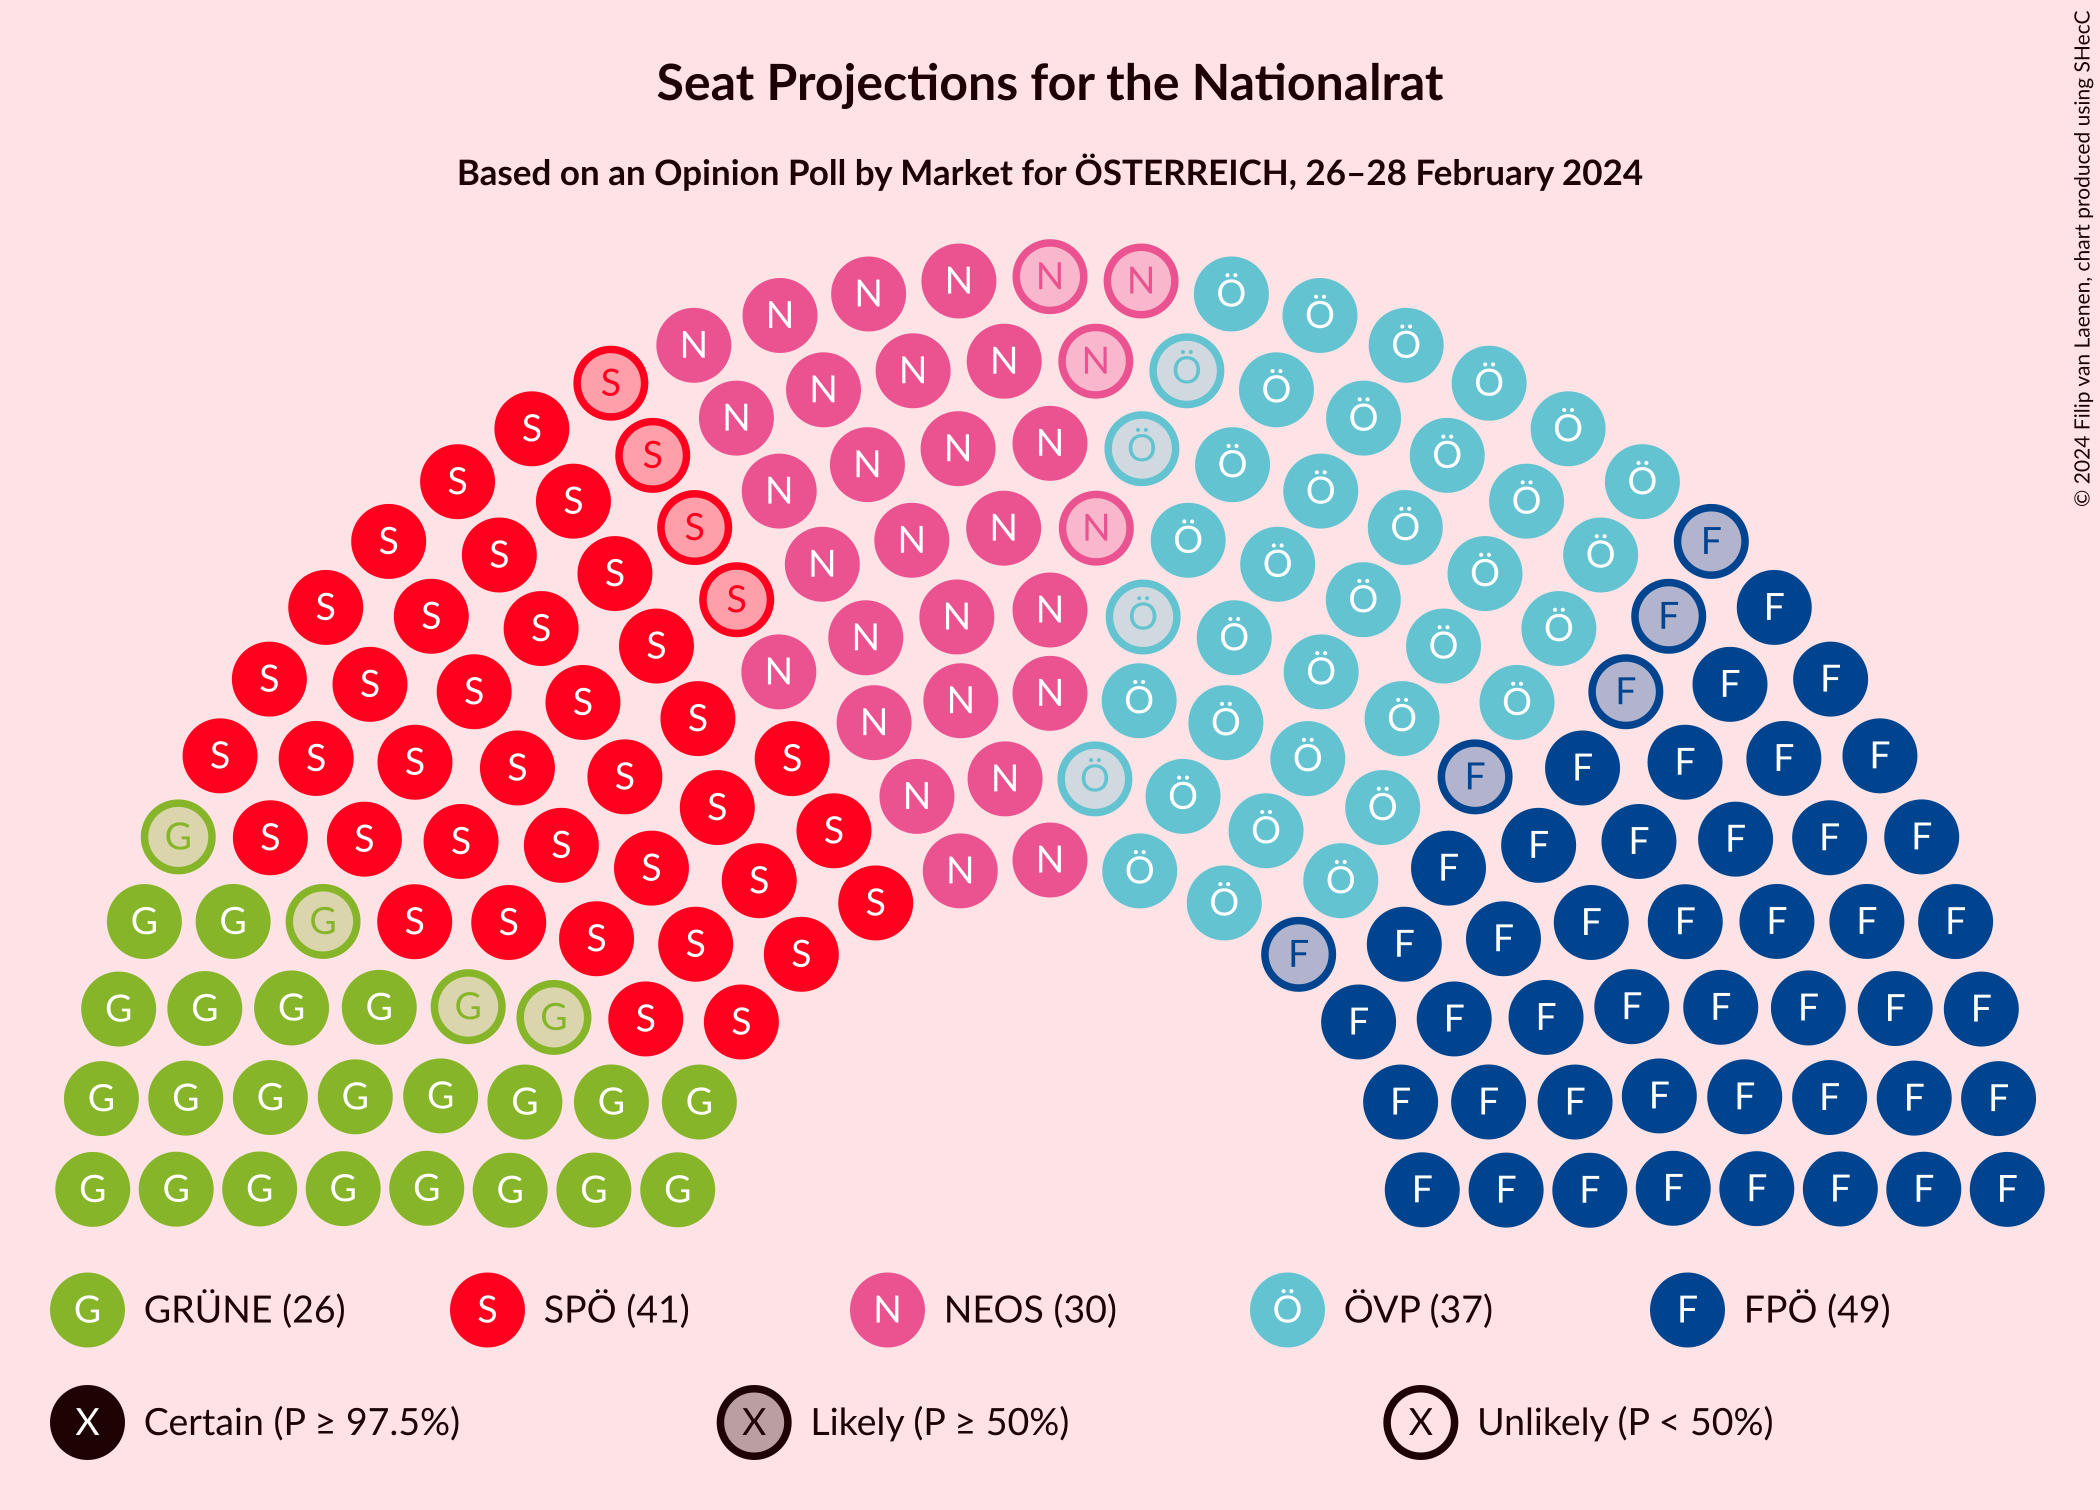 Seat Projections for the Nationalrat
Based on an Opinion Poll by Market for ÖSTERREICH, 26–28 February 2024
© 2024 Filip van Laenen, chart produced using SHecC
N N N N N N Ö Ö Ö Ö Ö Ö F F F F F F F F F
S S S S S S S S G G G G G
N N N N N Ö Ö Ö Ö Ö Ö F F F F F F F F
S S S S S S S S G G G G
N N N N Ö Ö Ö Ö Ö Ö F F F F F F F
S S S S S S S G G G G
N N N N Ö Ö Ö Ö Ö F F F F F F F
S S S S S S G G G
N N N N Ö Ö Ö Ö F F F F F F
S S S S G G G
N N N Ö Ö Ö Ö F F F F F
S S S S G G G
N N Ö Ö Ö Ö F F F F
S S S G G
N N Ö Ö F F F F
S S S G G
G GRÜNE (26) S SPÖ (41) N NEOS (30) Ö ÖVP (37) F FPÖ (49)
X Certain (P ≥ 97.5%) X Likely (P ≥ 50%) X Unlikely (P < 50%)